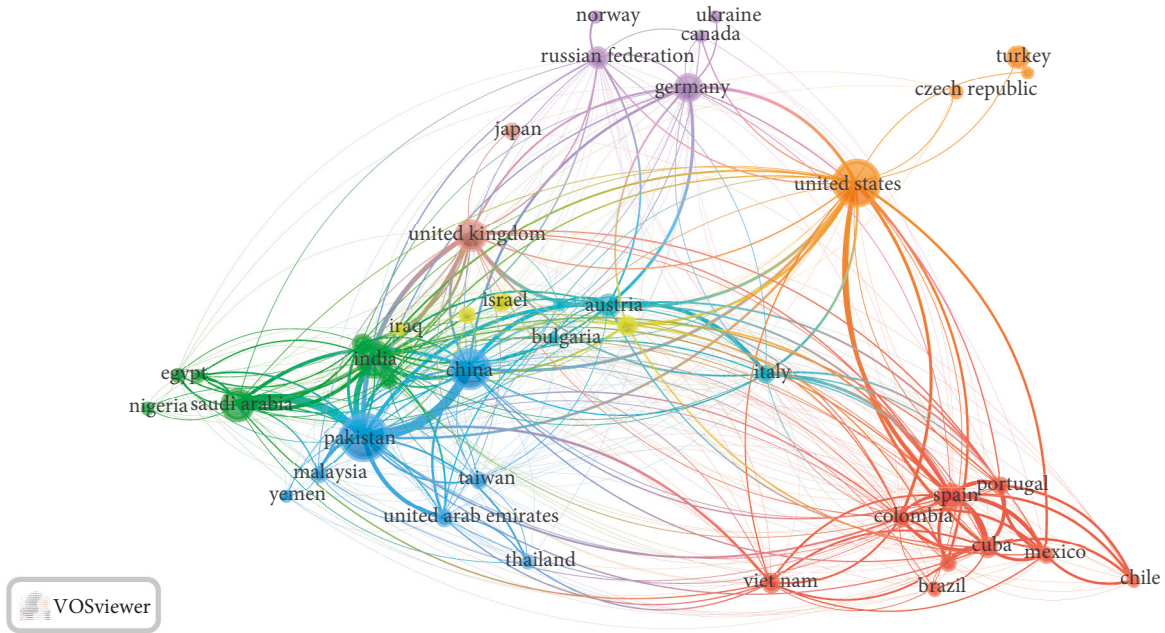 norway
ukraine
canada
russian federation
turkey
germany
czech republic
japan
united states
united kingdom
israel
austria
iraq
bulgaria
india
china
italy
egypt
nigeria
saudi arabia
pakistan
malaysia
taiwan
yemen
portugal
spain
colombia
united arab emirates
cuba
mexico
thailand
viet nam
brazil
chile
VOSviewer